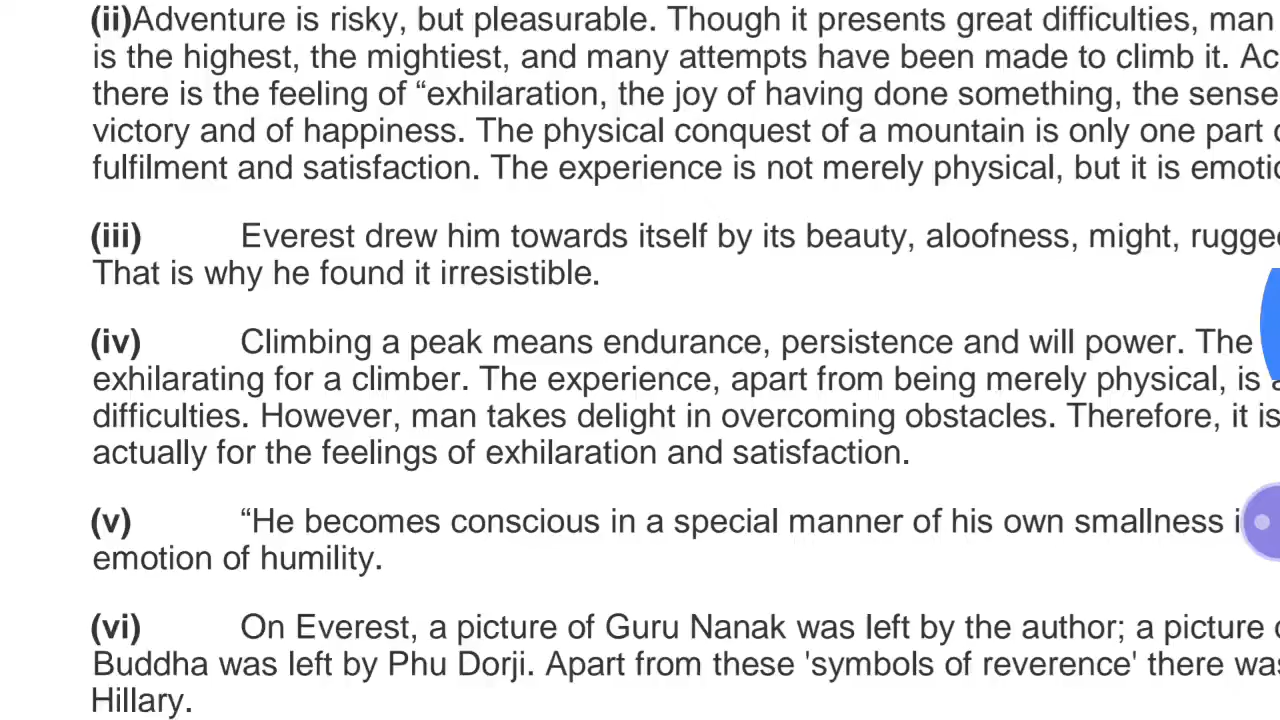 (ii)Adventure is risky, but pleasurable. Though it presents great difficulties, man
is the highest, the mightiest, and many attempts have been made to climb it. Ac
there is the feeling of “exhilaration, the joy of having done something, the sense
victory and of happiness. The physical conquest of a mountain is only one part
fulfilment and satisfaction. The experience is not merely physical, but it is emotio
(iii) Everest drew him towards itself by its beauty, aloofness, might, rugged
That is why he found it irresistible.
(iv) Climbing a peak means endurance, persistence and will power. The
exhilarating for a climber. The experience, apart from being merely physical, is
difficulties. However, man takes delight in overcoming obstacles. Therefore, it is
actually for the feelings of exhilaration and satisfaction.
(v) “He becomes conscious in a special manner of his own smallness
emotion of humility.
(vi) On Everest, a picture of Guru Nanak was left by the author; a picture
Buddha was left by Phu Dorji. Apart from these 'symbols of reverence' there was
Hillary.